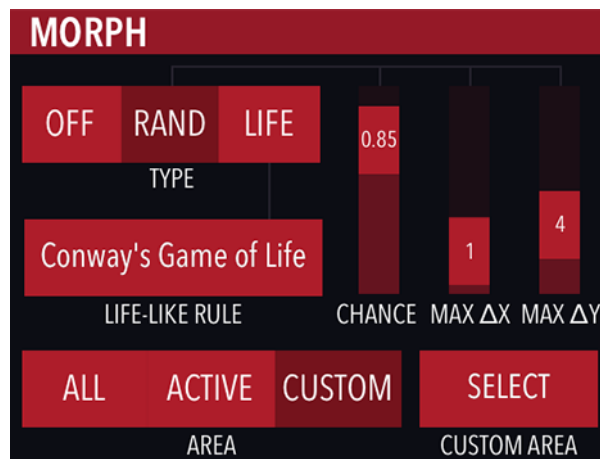 MORPH
OFF RAND LIFE
TYPE
0.85
1
4
Conway's Game of Life
LIFE-LIKE RULE
CHANCE
MAX ΔX
MAX ΔY
ALL ACTIVE CUSTOM
AREA
SELECT
CUSTOM AREA